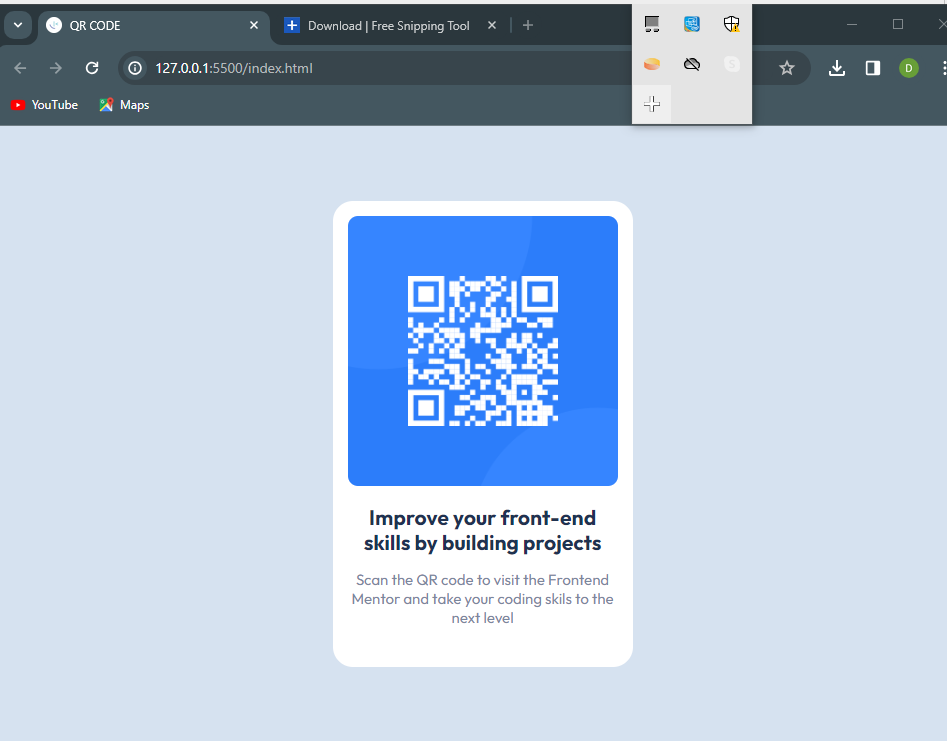 QR CODE
Download | Free Snipping Tool
127.0.0.1:5500/index.html
D
YouTube
Maps
Improve your front-end
skills by building projects
Scan the QR code to visit the Frontend
Mentor and take your coding skils to the
next level